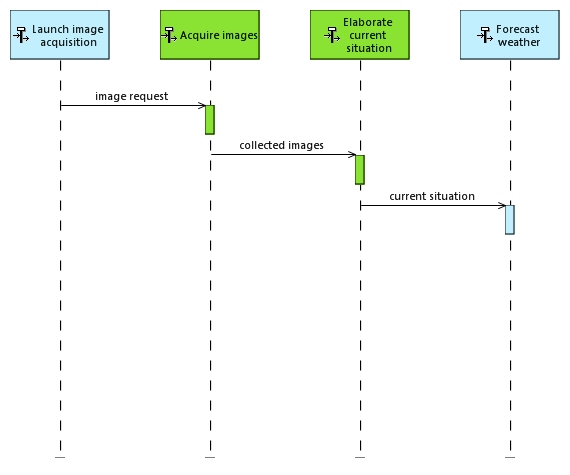 Launch image
acquisition
Acquire images
Elaborate
current
situation
Forecast
weather
image request
collected images
current situation